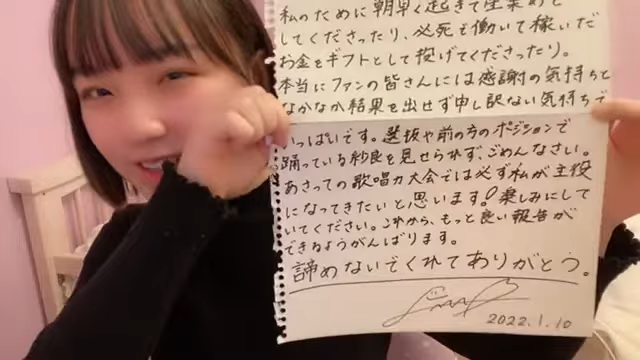 私のために朝早く起きて
してくださったり、必死で働いて稼いだ
お金をギフトとして投げてくださったり。
本当にファンの皆さんには感謝の気持ちと
なかなか結果を出せず申し訳ない気持ちで
いっぱいです。選抜や前の方のポジションで
踊っている紗良を見せられず、ごめんなさい。
あさっての歌唱力大会では必ず私が主役
になってきたいと思います!楽しみにして
いてください。これから、もっと良い報告が
できるようがんばります。
諦めないでくれてありがとう。
2022.1.10